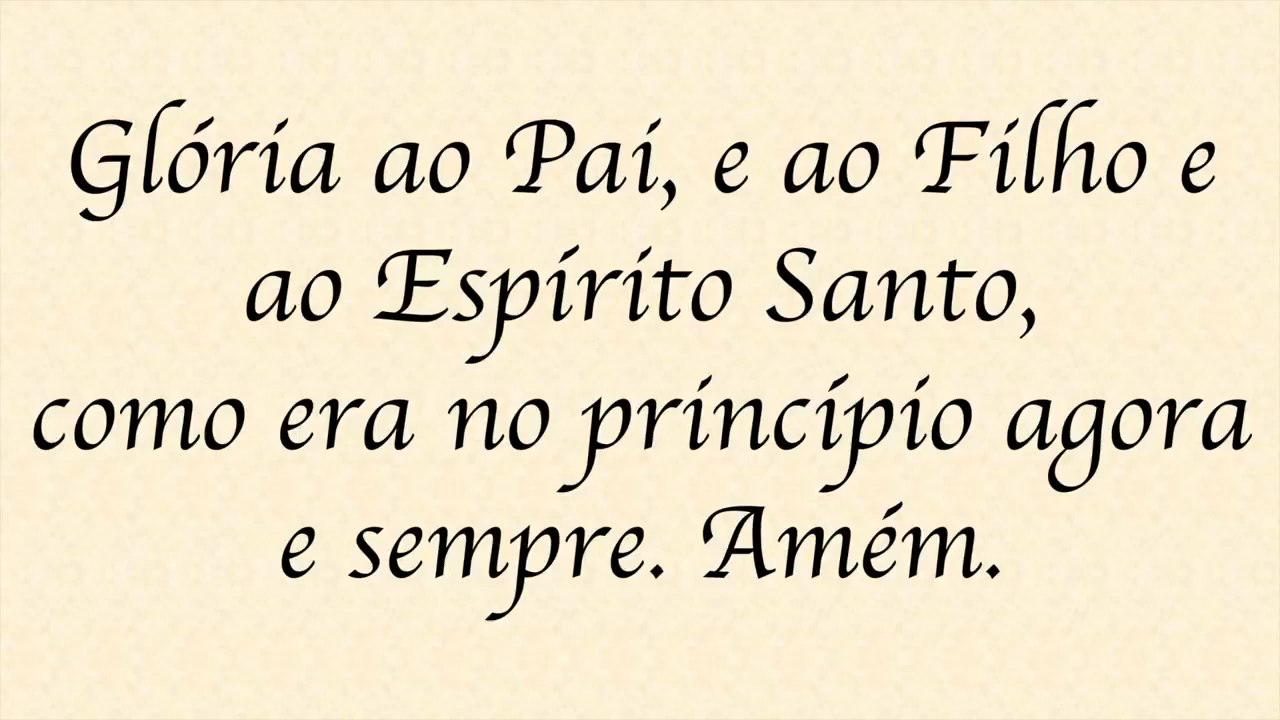 Glória ao Pai, e ao Filho e
ao Espírito Santo,
como era no princípio agora
e sempre. Amém.